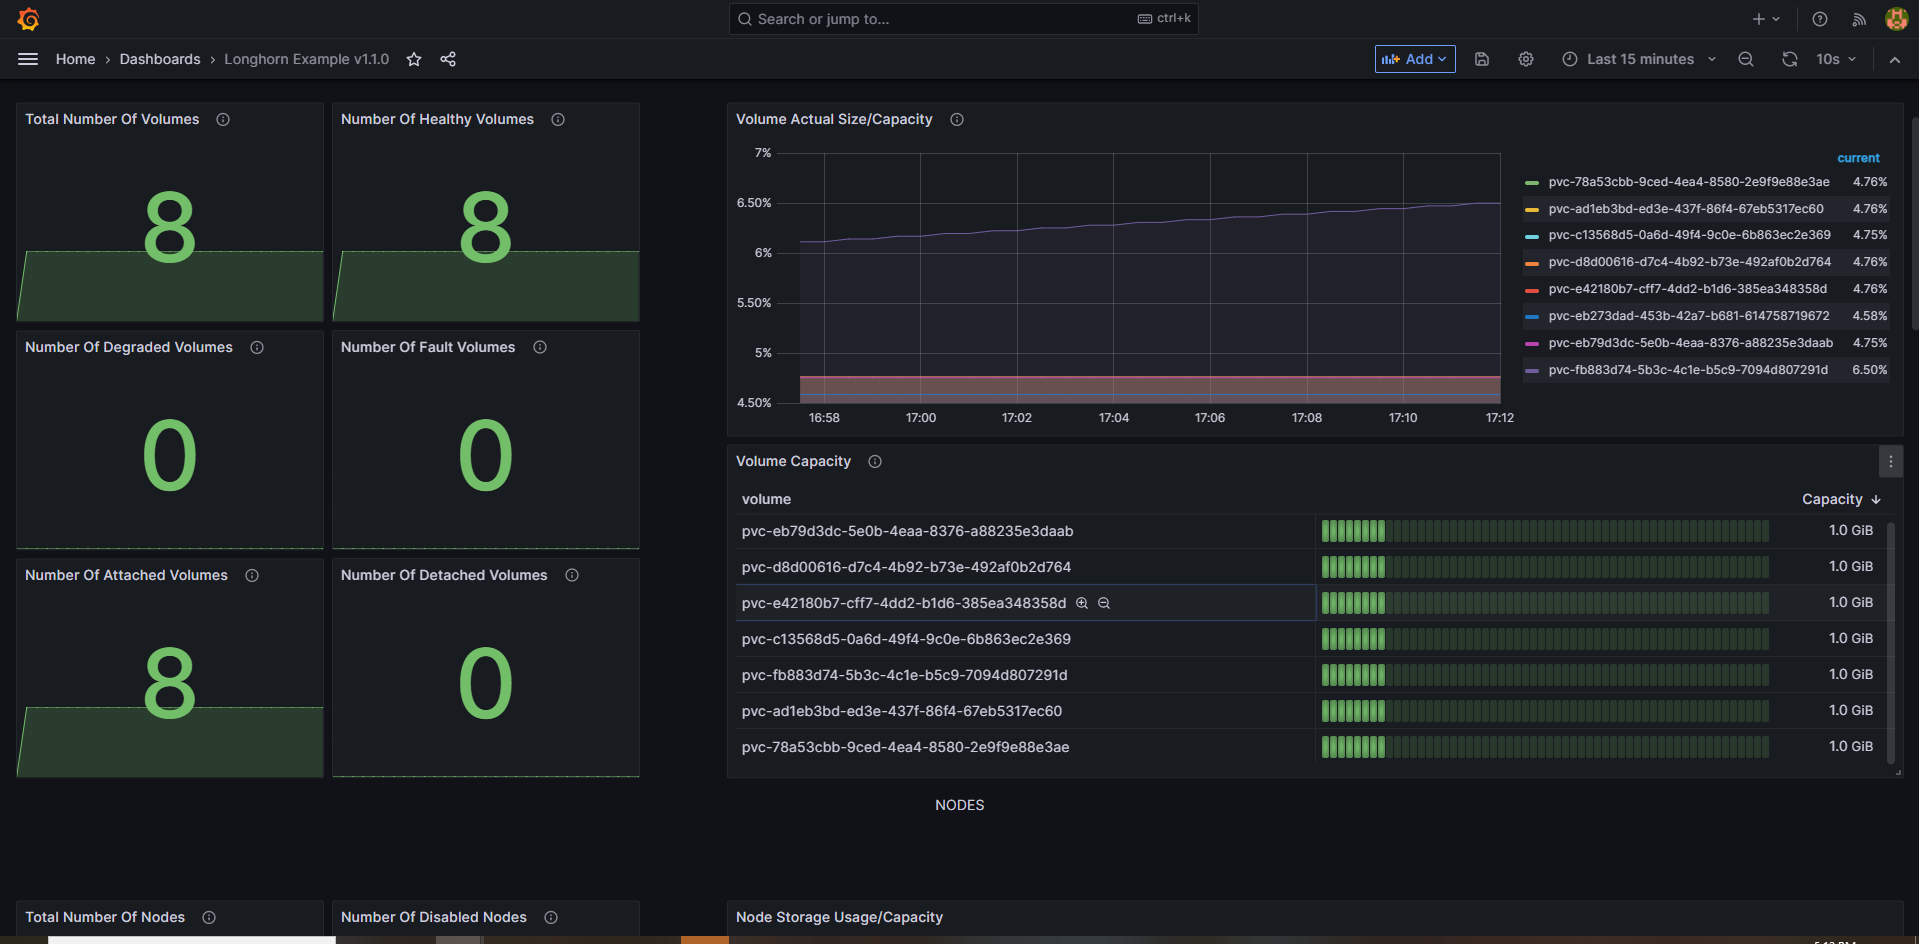 Search or jump to...
ctrl+k
Home › Dashboards › Longhorn Example v1.1.0
Add
Last 15 minutes
10s
Total Number Of Volumes
8
Number Of Healthy Volumes
8
Number Of Degraded Volumes
0
Number Of Fault Volumes
0
Number Of Attached Volumes
8
Number Of Detached Volumes
0
Volume Actual Size/Capacity
7%
6.50%
6%
5.50%
5%
4.50%
16:58 17:00 17:02 17:04 17:06 17:08 17:10 17:12
current
pvc-78a53cbb-9ced-4ea4-8580-2e9f9e88e3ae 4.76%
pvc-ad1eb3bd-ed3e-437f-86f4-67eb5317ec60 4.76%
pvc-c13568d5-0a6d-49f4-9c0e-6b863ec2e369 4.75%
pvc-d8d00616-d7c4-4b92-b73e-492af0b2d764 4.76%
pvc-e42180b7-cff7-4dd2-b1d6-385ea348358d 4.76%
pvc-eb273dad-453b-42a7-b681-614758719672 4.58%
pvc-eb79d3dc-5e0b-4eaa-8376-a88235e3daab 4.75%
pvc-fb883d74-5b3c-4c1e-b5c9-7094d807291d 6.50%
Volume Capacity
volume Capacity
pvc-eb79d3dc-5e0b-4eaa-8376-a88235e3daab 1.0 GiB
pvc-d8d00616-d7c4-4b92-b73e-492af0b2d764 1.0 GiB
pvc-e42180b7-cff7-4dd2-b1d6-385ea348358d 1.0 GiB
pvc-c13568d5-0a6d-49f4-9c0e-6b863ec2e369 1.0 GiB
pvc-fb883d74-5b3c-4c1e-b5c9-7094d807291d 1.0 GiB
pvc-ad1eb3bd-ed3e-437f-86f4-67eb5317ec60 1.0 GiB
pvc-78a53cbb-9ced-4ea4-8580-2e9f9e88e3ae 1.0 GiB
NODES
Total Number Of Nodes
Number Of Disabled Nodes
Node Storage Usage/Capacity